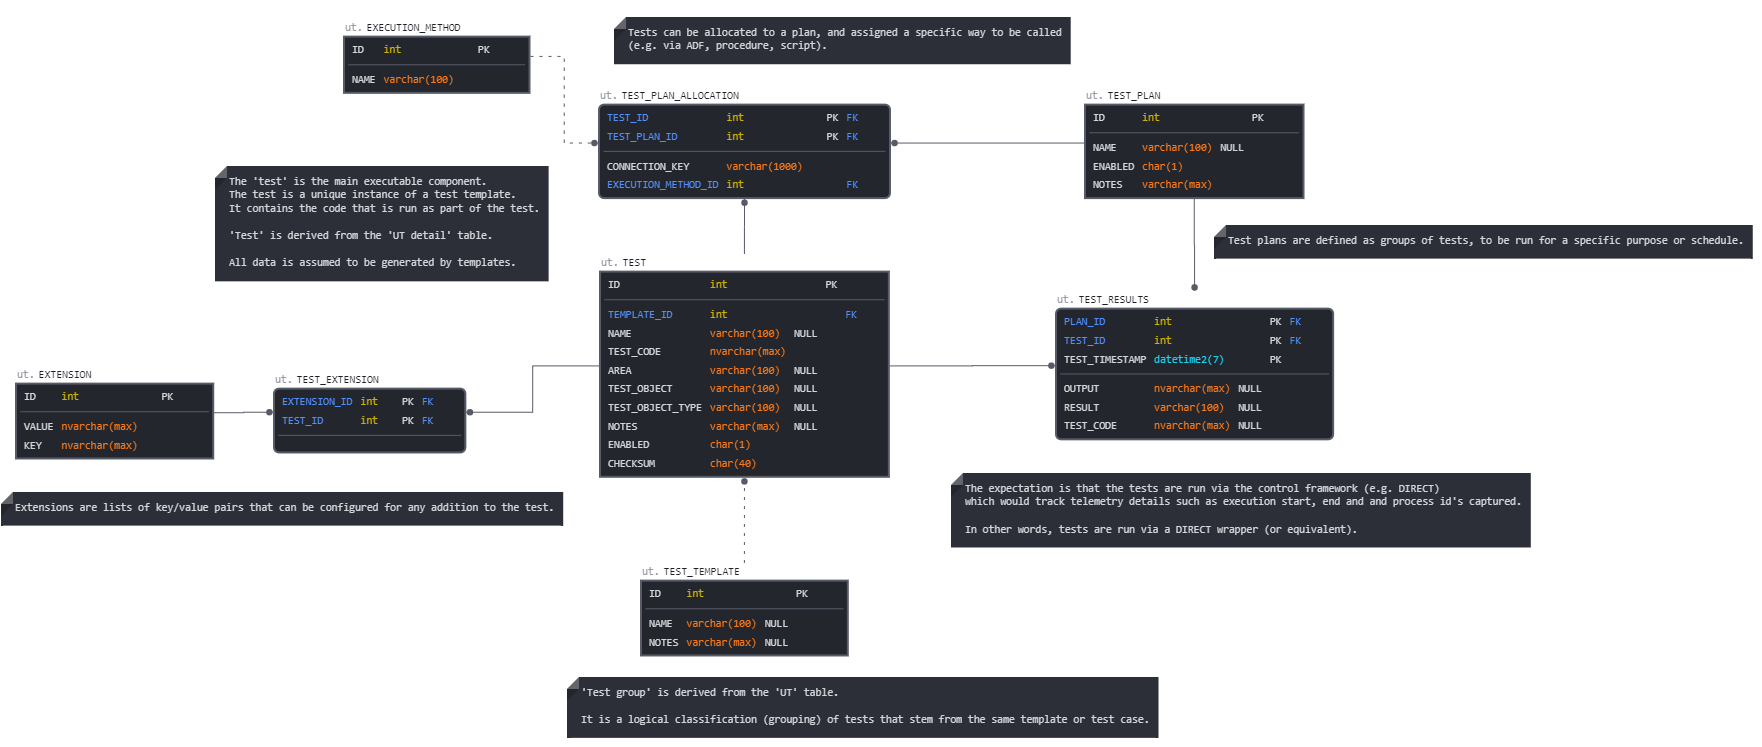 ut. EXECUTION_METHOD
ID int PK
NAME varchar(100)
Tests can be allocated to a plan, and assigned a specific way to be called
(e.g. via ADF, procedure, script).
ut. TEST_PLAN_ALLOCATION
TEST_ID int PK FK
TEST_PLAN_ID int PK FK
CONNECTION_KEY varchar(1000)
EXECUTION_METHOD_ID int FK
ut. TEST_PLAN
ID int PK
NAME varchar(100) NULL
ENABLED char(1)
NOTES varchar(max)
The 'test' is the main executable component.
The test is a unique instance of a test template.
It contains the code that is run as part of the test.
'Test' is derived from the 'UT detail' table.
All data is assumed to be generated by templates.
Test plans are defined as groups of tests, to be run for a specific purpose or schedule.
ut. TEST
ID int PK
TEMPLATE_ID int FK
NAME varchar(100) NULL
TEST_CODE nvarchar(max)
AREA varchar(100) NULL
TEST_OBJECT varchar(100) NULL
TEST_OBJECT_TYPE varchar(100) NULL
NOTES varchar(max) NULL
ENABLED char(1)
CHECKSUM char(40)
ut. TEST_RESULTS
PLAN_ID int PK FK
TEST_ID int PK FK
TEST_TIMESTAMP datetime2(7) PK
OUTPUT nvarchar(max) NULL
RESULT varchar(100) NULL
TEST_CODE nvarchar(max) NULL
ut. EXTENSION
ID int PK
VALUE nvarchar(max)
KEY nvarchar(max)
ut. TEST_EXTENSION
EXTENSION_ID int PK FK
TEST_ID int PK FK
Extensions are lists of key/value pairs that can be configured for any addition to the test.
The expectation is that the tests are run via the control framework (e.g. DIRECT)
which would track telemetry details such as execution start, end and and process id's captured.
In other words, tests are run via a DIRECT wrapper (or equivalent).
ut. TEST_TEMPLATE
ID int PK
NAME varchar(100) NULL
NOTES varchar(max) NULL
'Test group' is derived from the 'UT' table.
It is a logical classification (grouping) of tests that stem from the same template or test case.